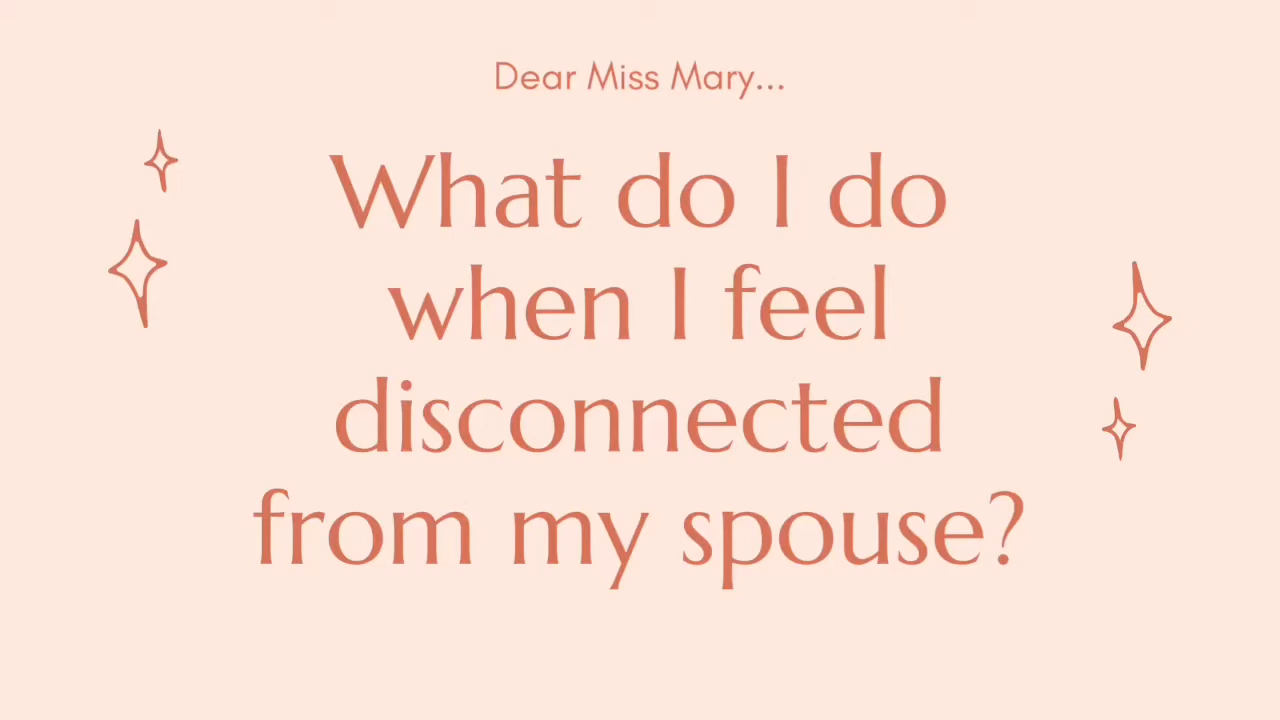 Dear Miss Mary...
What do I do
when I feel
disconnected
from my spouse?